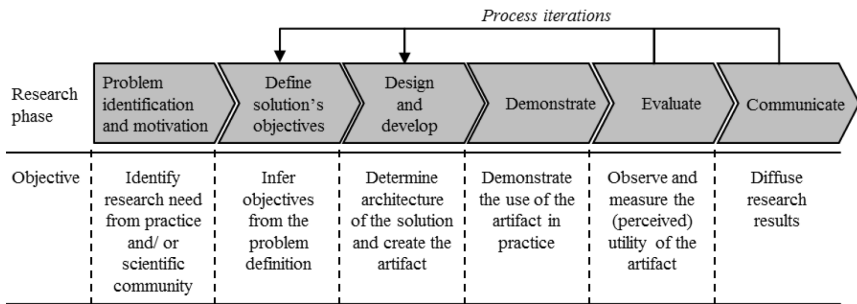 Process iterations
Research
phase
Problem
identification
and motivation
Define
solution's
objectives
Design
and
develop
Demonstrate
Evaluate
Communicate
Objective
Identify
research need
from practice
and/ or
scientific
community
Infer
objectives
from the
problem
definition
Determine
architecture
of the solution
and create the
artifact
Demonstrate
the use of the
artifact in
practice
Observe and
measure the
(perceived)
utility of the
artifact
Diffuse
research
results